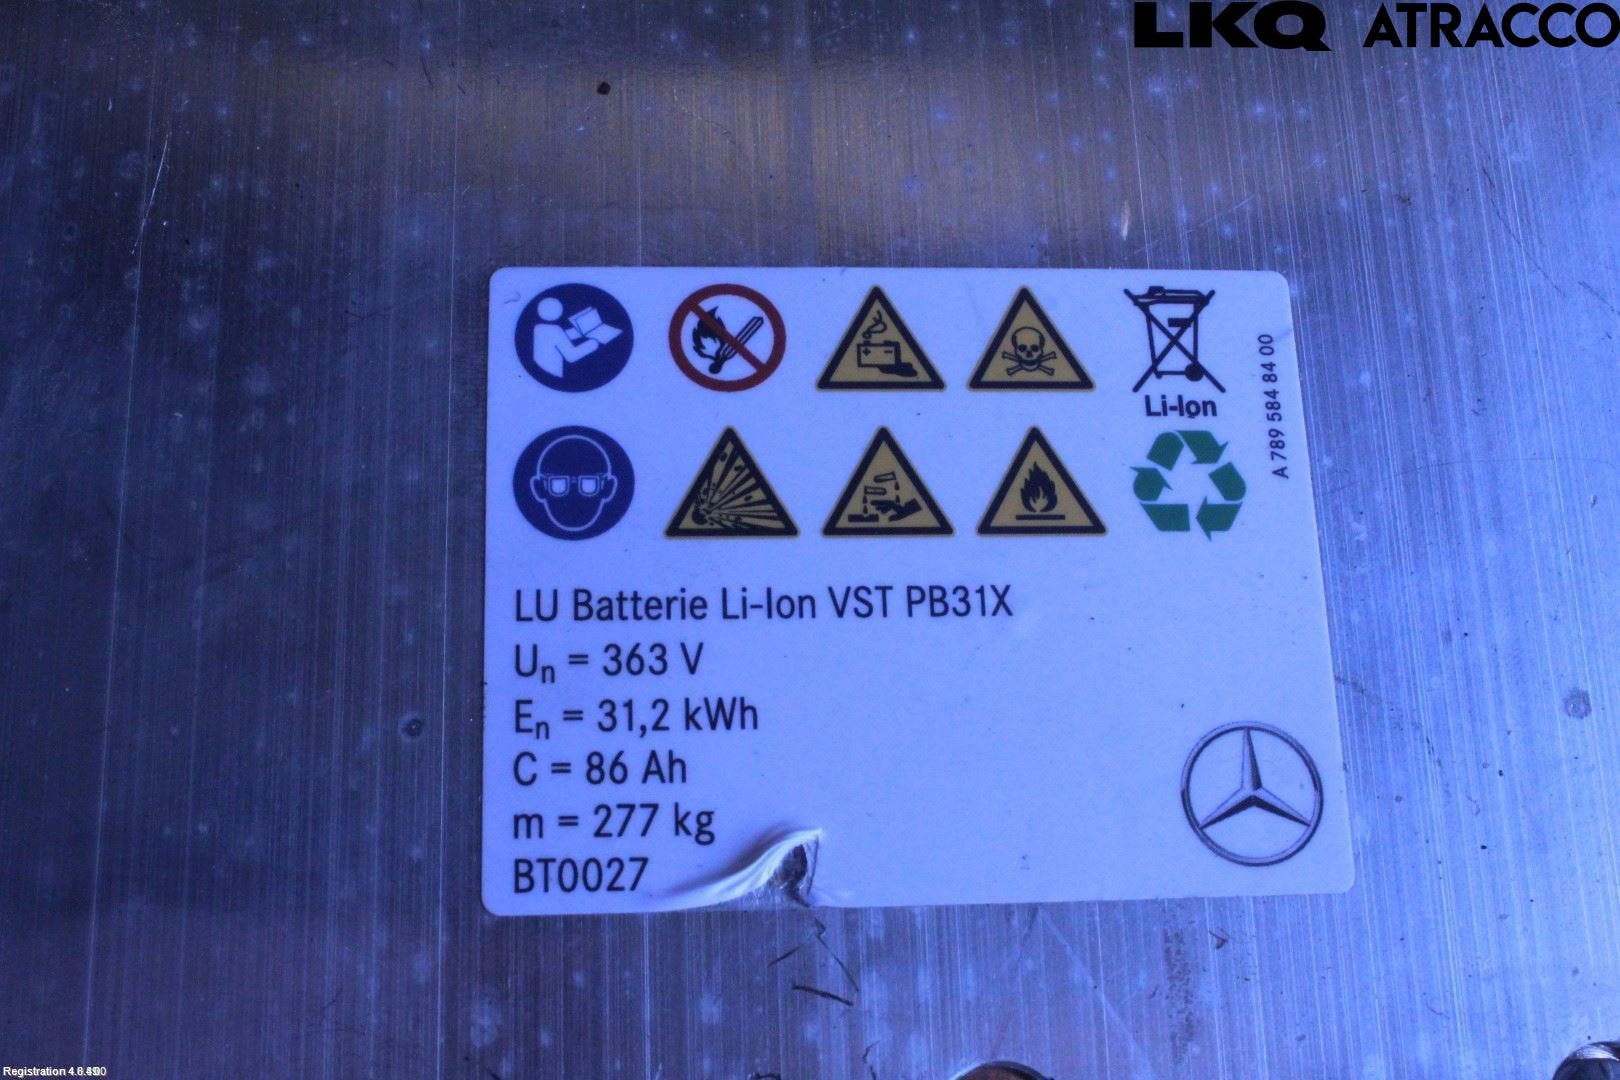 LKQ ATRACCO
Li-Ion
A 789 584 84 00
LU Batterie Li-Ion VST PB31X
Un = 363 V
En = 31,2 kWh
C = 86 Ah
m = 277 kg
BT0027
Registration